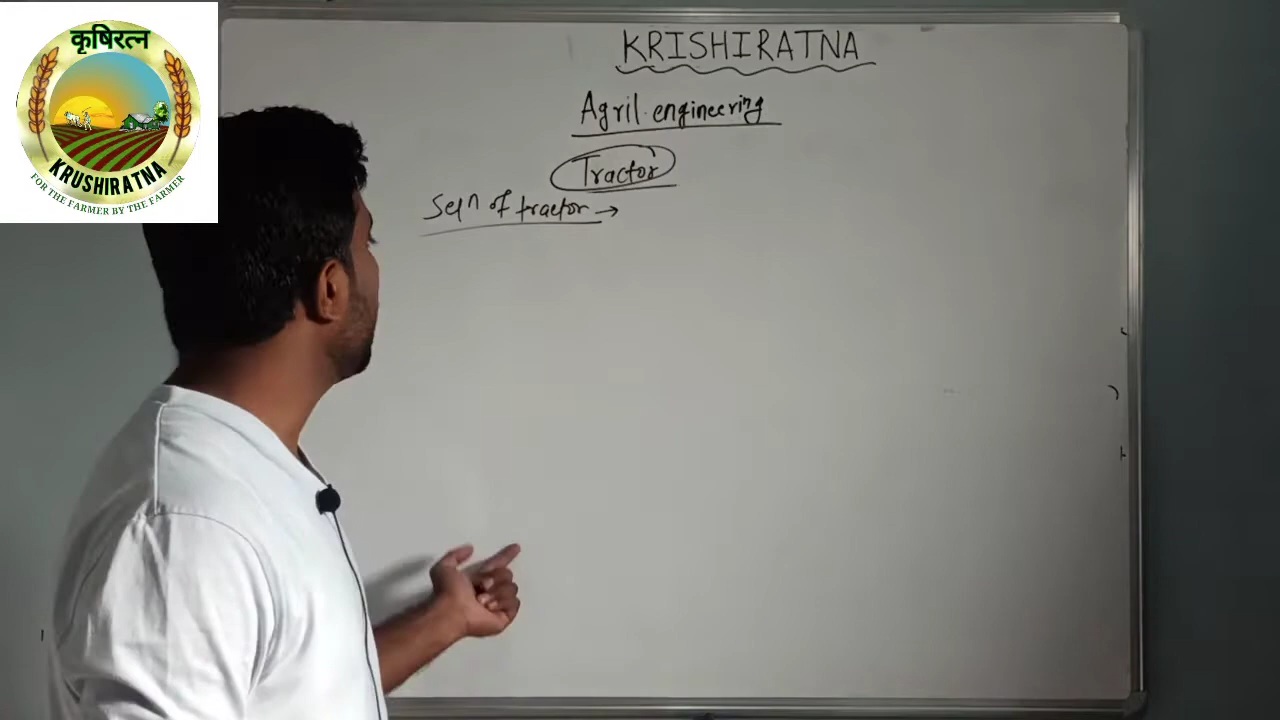 कृषिरत्न
KRUSHIRATNA
FOR THE FARMER BY THE FARMER
KRISHIRATNA
Agril. engineering
Tractor
Selⁿ of tractor →